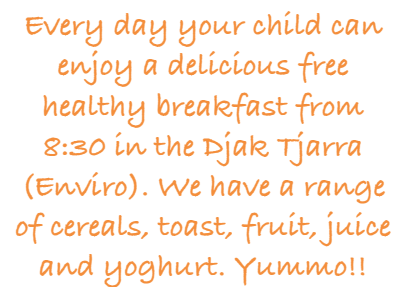 Every day your child can
enjoy a delicious free
healthy breakfast from
8:30 in the Djak Tjarra
(Enviro). We have a range
of cereals, toast, fruit, juice
and yoghurt. Yummo!!